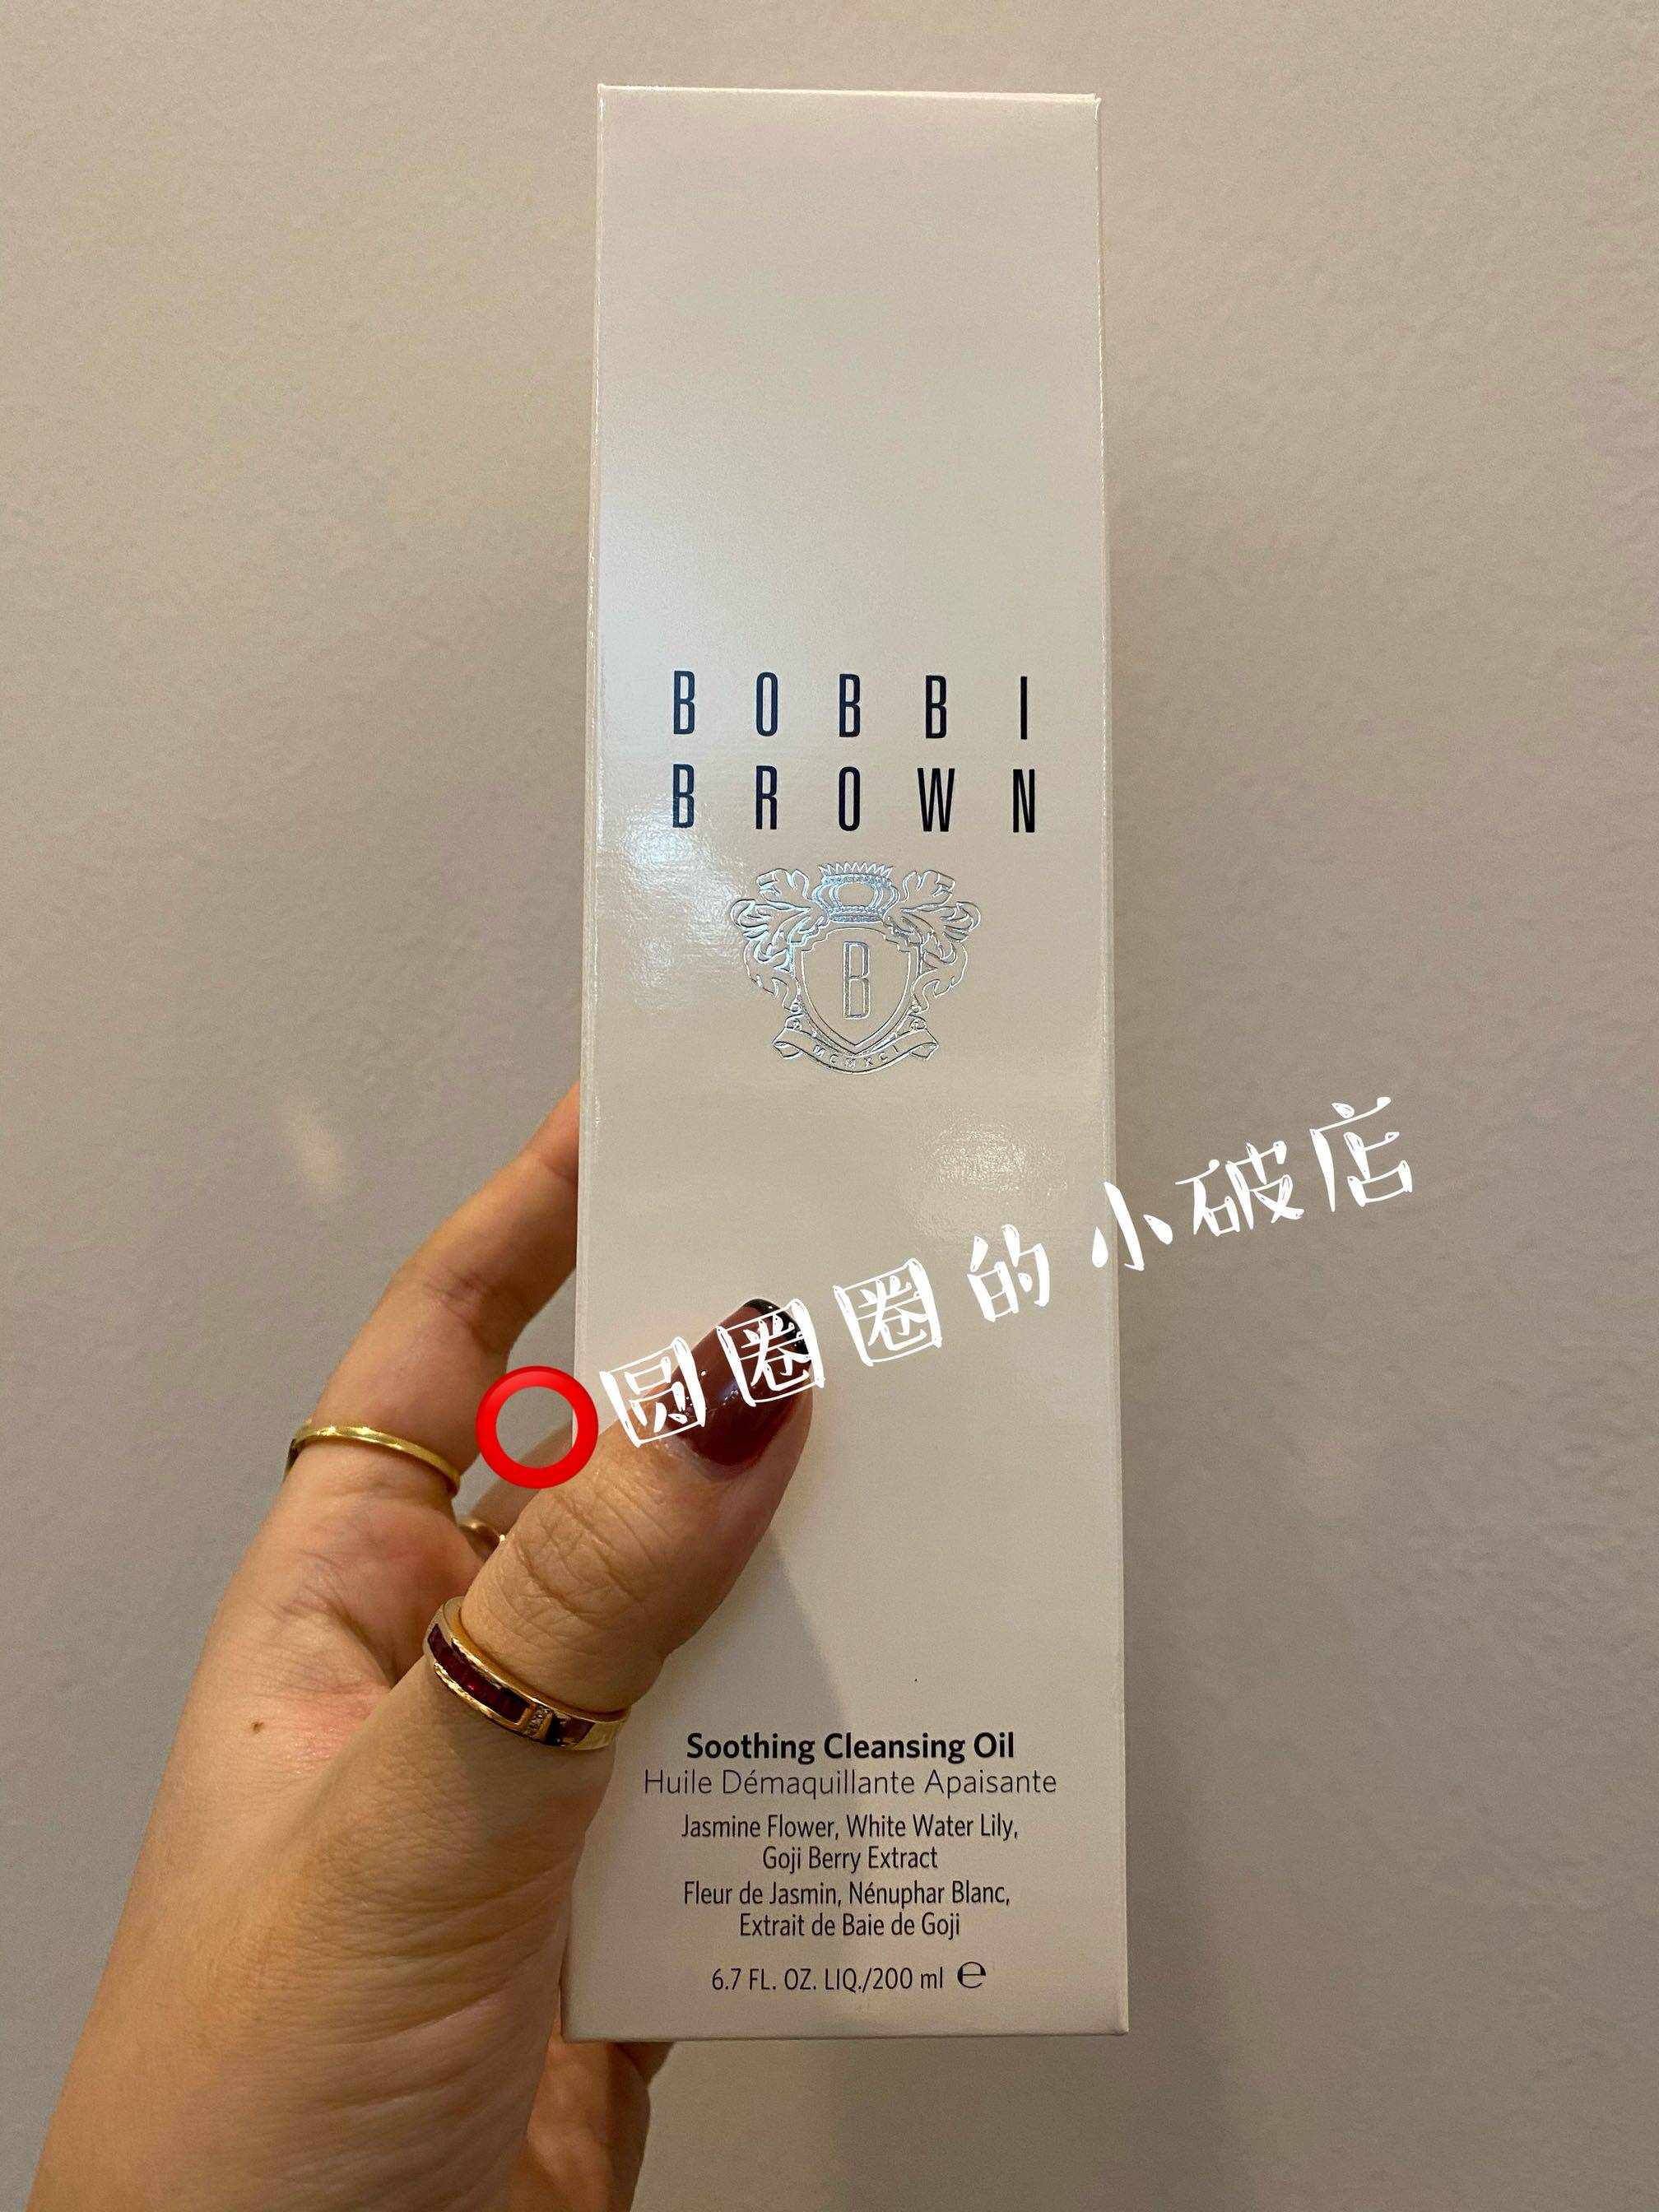 BOBBI
BROWN
B
MCMXCI
圆圈圈的小破店
Soothing Cleansing Oil
Huile Démaquillante Apaisante
Jasmine Flower, White Water Lily,
Goji Berry Extract
Fleur de Jasmin, Nénuphar Blanc,
Extrait de Baie de Goji
6.7 FL. OZ. LIQ./200 ml ℮